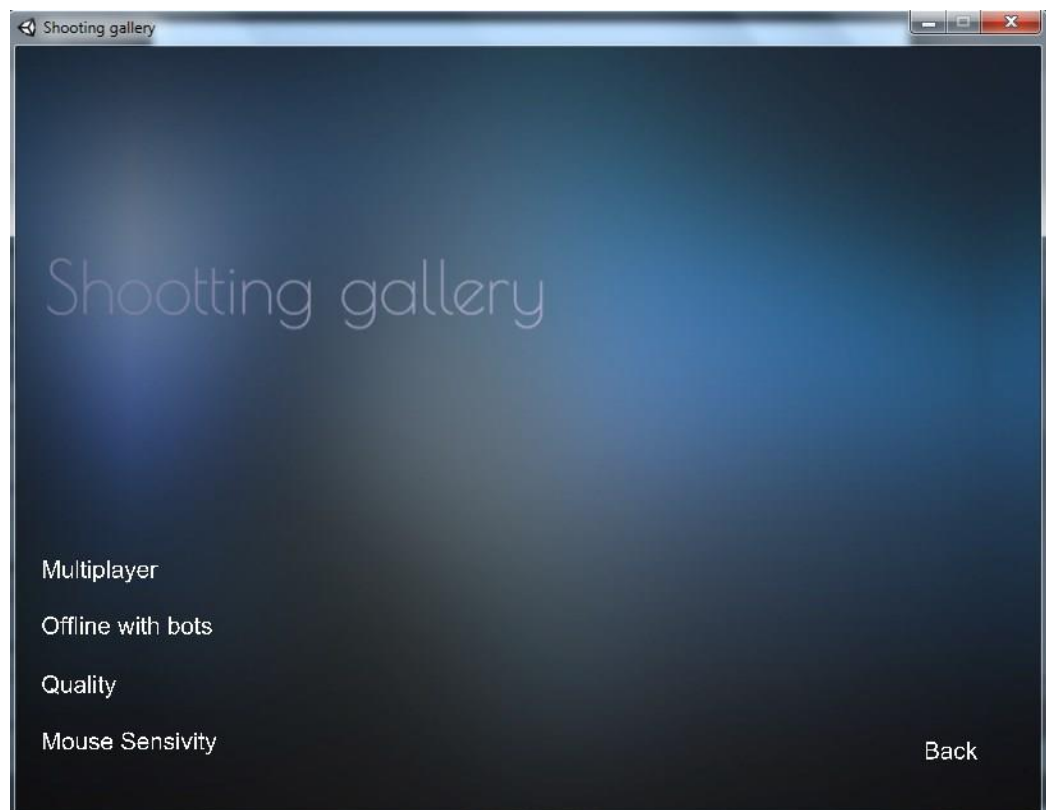 Shooting gallery
Shootting gallery
Multiplayer
Offline with bots
Quality
Mouse Sensivity
Back